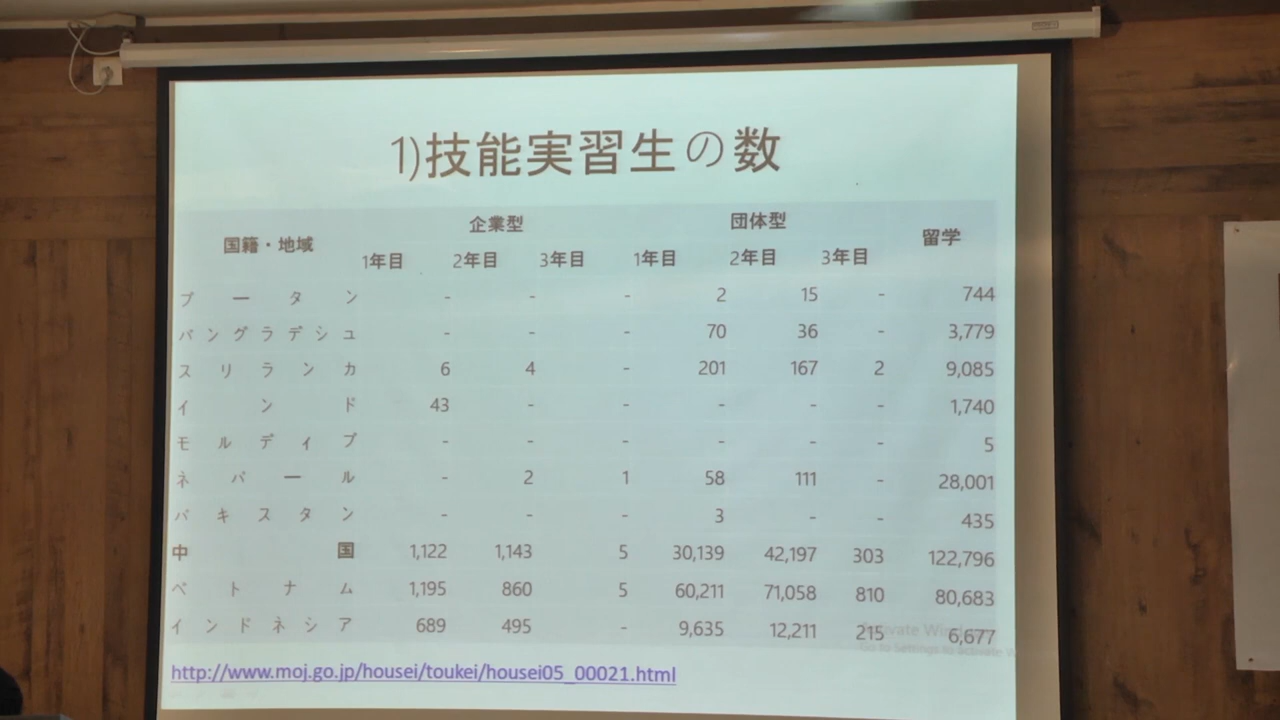 1)技能実習生の数
国籍・地域 企業型 団体型 留学
1年目 2年目 3年目 1年目 2年目 3年目
ブータン - - - 2 15 - 744
バングラデシュ - - - 70 36 - 3,779
スリランカ 6 4 - 201 167 2 9,085
インド 43 - - - - - 1,740
モルディブ - - - - - - 5
ネパール - 2 1 58 111 - 28,001
パキスタン - - - 3 - - 435
中国 1,122 1,143 5 30,139 42,197 303 122,796
ベトナム 1,195 860 5 60,211 71,058 810 80,683
インドネシア 689 495 - 9,635 12,211 215 6,677
Activate Windows
Go to Settings to activate W
http://www.moj.go.jp/housei/toukei/housei05_00021.html